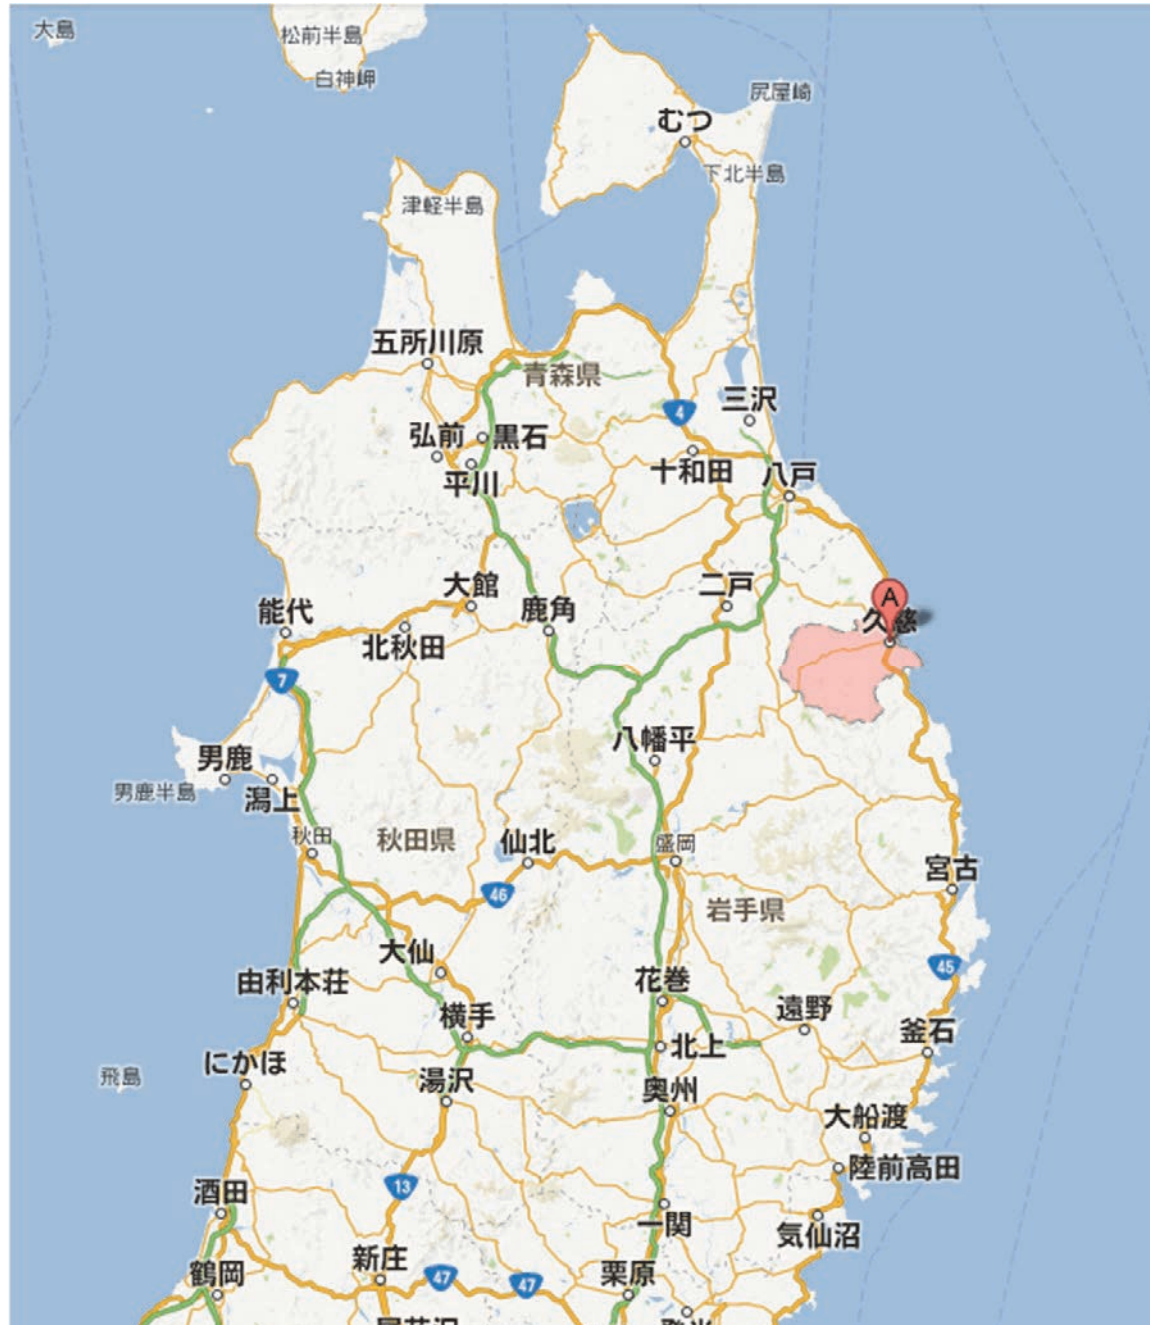 大島
松前半島
白神岬
尻屋崎
むつ
下北半島
津軽半島
五所川原
青森県
三沢
4
弘前
黒石
十和田
八戸
平川
大館
二戸
鹿角
A
久慈
能代
北秋田
7
八幡平
男鹿
男鹿半島
潟上
秋田
秋田県
仙北
盛岡
宮古
46
岩手県
大仙
45
由利本荘
花巻
遠野
横手
釜石
北上
にかほ
飛島
湯沢
奥州
大船渡
陸前高田
13
酒田
一関
気仙沼
新庄
鶴岡
47
47
栗原